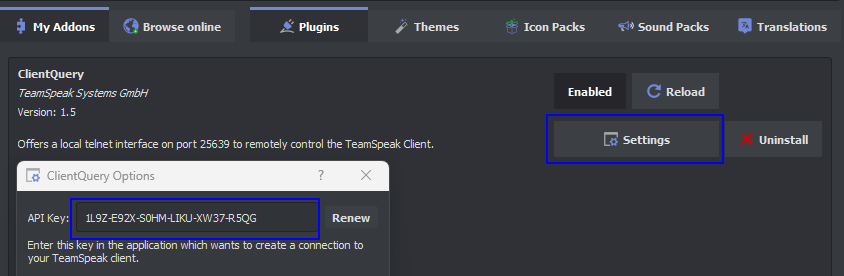 My Addons
Browse online
Plugins
Themes
Icon Packs
Sound Packs
Translations
ClientQuery
TeamSpeak Systems GmbH
Version: 1.5
Enabled
Reload
Offers a local telnet interface on port 25639 to remotely control the TeamSpeak Client.
Settings
Uninstall
ClientQuery Options
?
API Key:
1L9Z-E92X-S0HM-LIKU-XW37-R5QG
Renew
Enter this key in the application which wants to create a connection to
your TeamSpeak client.